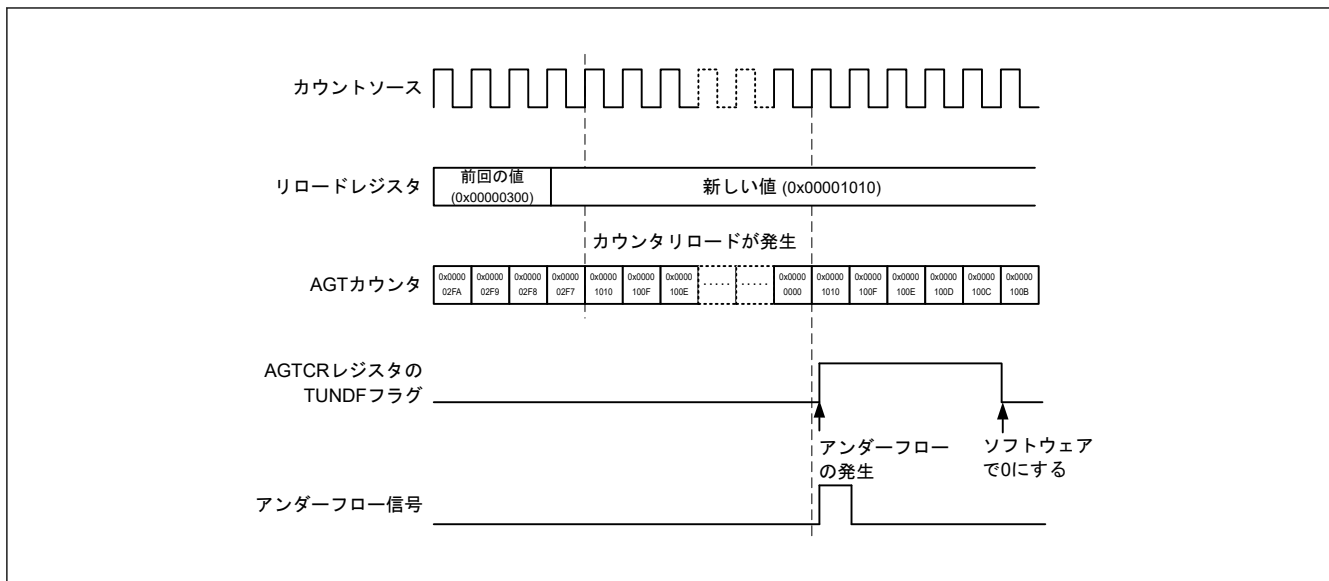 カウントソース
リロードレジスタ
前回の値
(0x00000300)
新しい値 (0x00001010)
カウンタリロードが発生
AGTカウンタ
0x0000 0x0000 0x0000 0x0000 0x0000 0x0000 0x0000 ..... ..... 0x0000 0x0000 0x0000 0x0000 0x0000 0x0000 0x0000
02FA 02F9 02F8 02F7 1010 100F 100E 0000 1010 100F 100E 100D 100C 100B
AGTCRレジスタの
TUNDFフラグ
アンダーフロー
の発生
ソフトウェア
で0にする
アンダーフロー信号